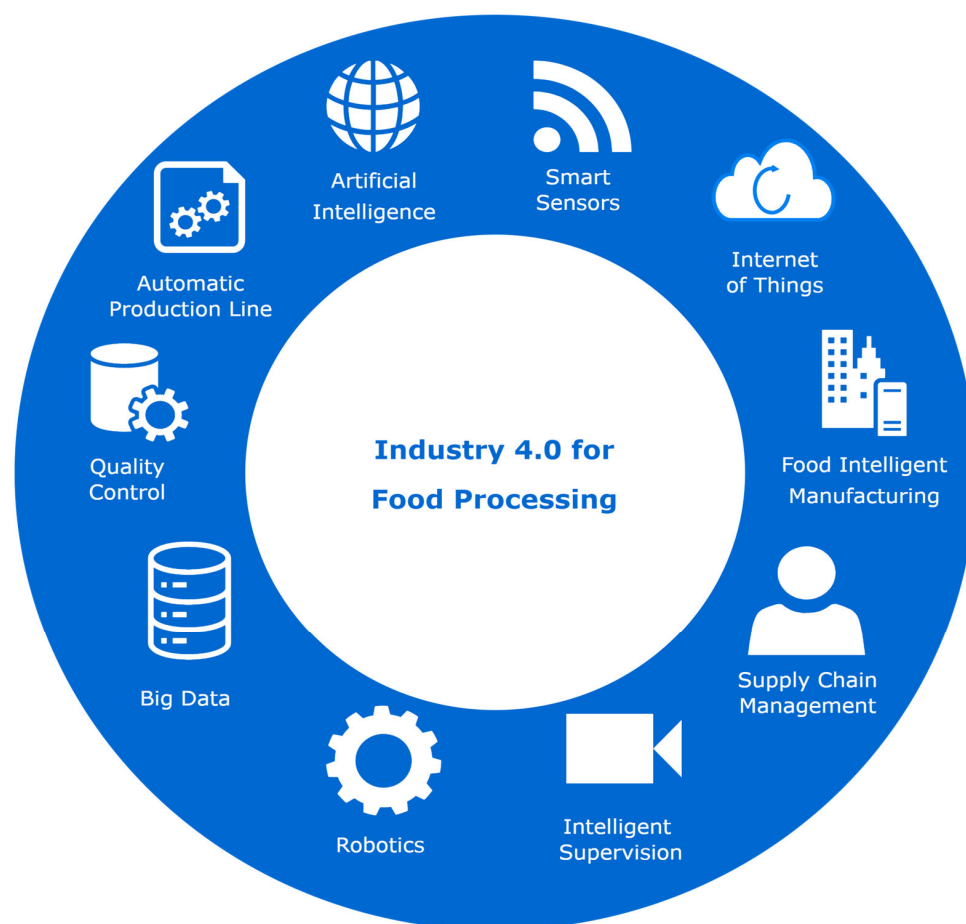 Artificial
Intelligence
Smart
Sensors
Internet
of Things
Food Intelligent
Manufacturing
Supply Chain
Management
Intelligent
Supervision
Robotics
Big Data
Quality
Control
Automatic
Production Line
Industry 4.0 for
Food Processing